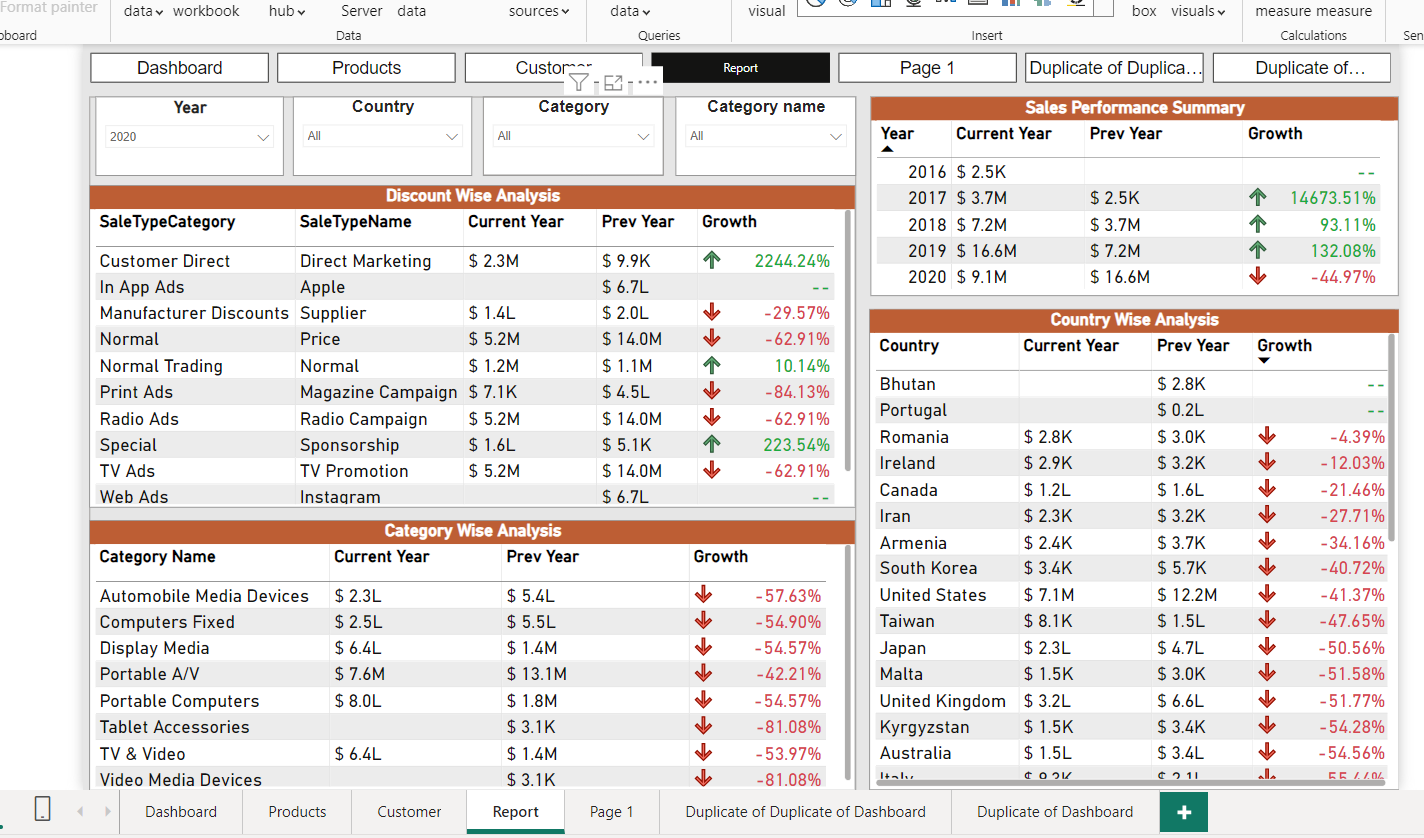 Format painter
data workbook hub Server data sources data visual box visuals measure measure
pboard Data Queries Insert Calculations Sen
Dashboard Products Customer Report Page 1 Duplicate of Duplica... Duplicate of...
Year Country Category Category name
2020 All All All
Sales Performance Summary
Year Current Year Prev Year Growth
2016 $ 2.5K --
2017 $ 3.7M $ 2.5K 14673.51%
2018 $ 7.2M $ 3.7M 93.11%
2019 $ 16.6M $ 7.2M 132.08%
2020 $ 9.1M $ 16.6M -44.97%
Discount Wise Analysis
SaleTypeCategory SaleTypeName Current Year Prev Year Growth
Customer Direct Direct Marketing $ 2.3M $ 9.9K 2244.24%
In App Ads Apple $ 6.7L --
Manufacturer Discounts Supplier $ 1.4L $ 2.0L -29.57%
Normal Price $ 5.2M $ 14.0M -62.91%
Normal Trading Normal $ 1.2M $ 1.1M 10.14%
Print Ads Magazine Campaign $ 7.1K $ 4.5L -84.13%
Radio Ads Radio Campaign $ 5.2M $ 14.0M -62.91%
Special Sponsorship $ 1.6L $ 5.1K 223.54%
TV Ads TV Promotion $ 5.2M $ 14.0M -62.91%
Web Ads Instagram $ 6.7L --
Country Wise Analysis
Country Current Year Prev Year Growth
Bhutan $ 2.8K --
Portugal $ 0.2L --
Romania $ 2.8K $ 3.0K -4.39%
Ireland $ 2.9K $ 3.2K -12.03%
Canada $ 1.2L $ 1.6L -21.46%
Iran $ 2.3K $ 3.2K -27.71%
Armenia $ 2.4K $ 3.7K -34.16%
South Korea $ 3.4K $ 5.7K -40.72%
United States $ 7.1M $ 12.2M -41.37%
Taiwan $ 8.1K $ 1.5L -47.65%
Japan $ 2.3L $ 4.7L -50.56%
Malta $ 1.5K $ 3.0K -51.58%
United Kingdom $ 3.2L $ 6.6L -51.77%
Kyrgyzstan $ 1.5K $ 3.4K -54.28%
Australia $ 1.5L $ 3.4L -54.56%
Italy
Category Wise Analysis
Category Name Current Year Prev Year Growth
Automobile Media Devices $ 2.3L $ 5.4L -57.63%
Computers Fixed $ 2.5L $ 5.5L -54.90%
Display Media $ 6.4L $ 1.4M -54.57%
Portable A/V $ 7.6M $ 13.1M -42.21%
Portable Computers $ 8.0L $ 1.8M -54.57%
Tablet Accessories $ 3.1K -81.08%
TV & Video $ 6.4L $ 1.4M -53.97%
Video Media Devices $ 3.1K -81.08%
Dashboard Products Customer Report Page 1 Duplicate of Duplicate of Dashboard Duplicate of Dashboard